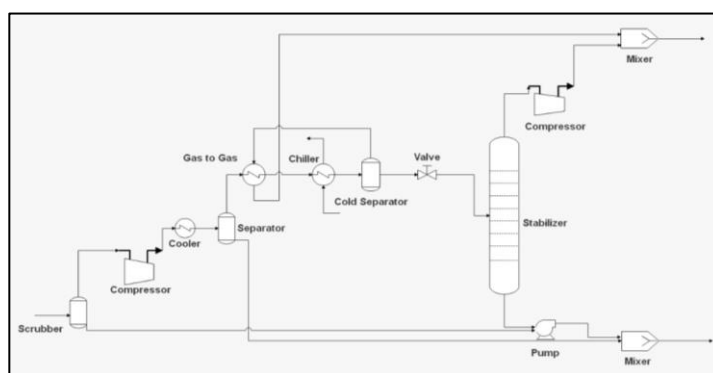 Mixer
Compressor
Gas to Gas
Chiller
Valve
Cold Separator
Separator
Stabilizer
Cooler
Compressor
Scrubber
Pump
Mixer